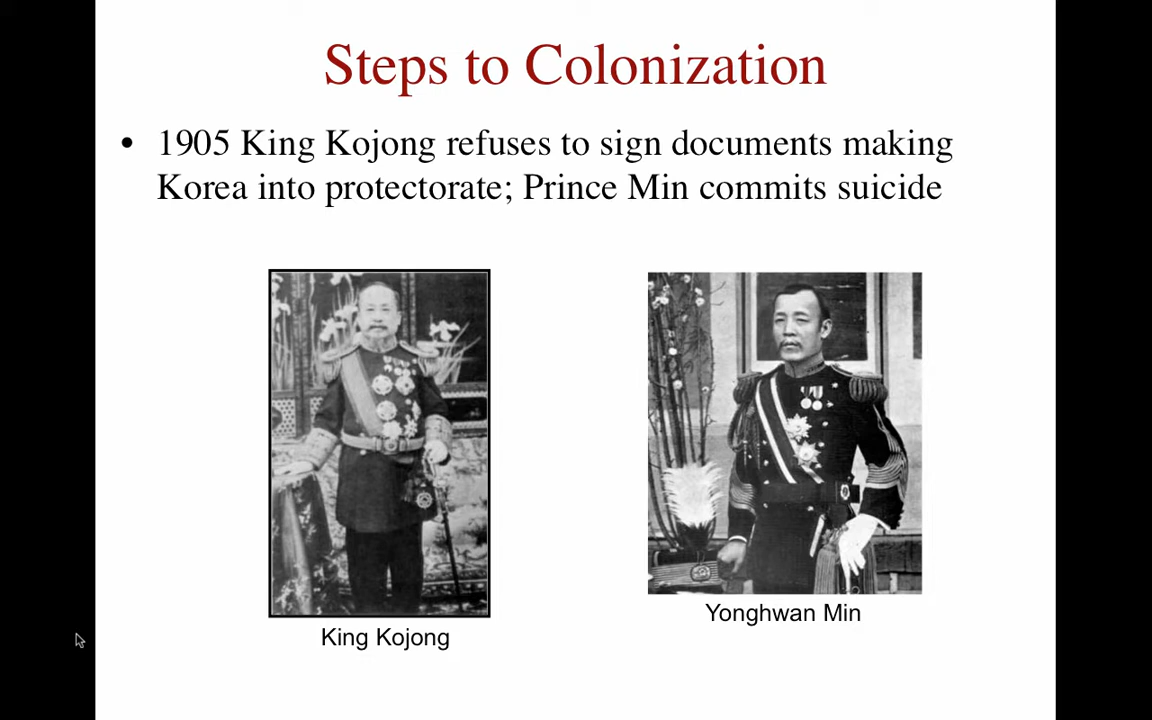 Steps to Colonization
• 1905 King Kojong refuses to sign documents making
Korea into protectorate; Prince Min commits suicide
King Kojong
Yonghwan Min